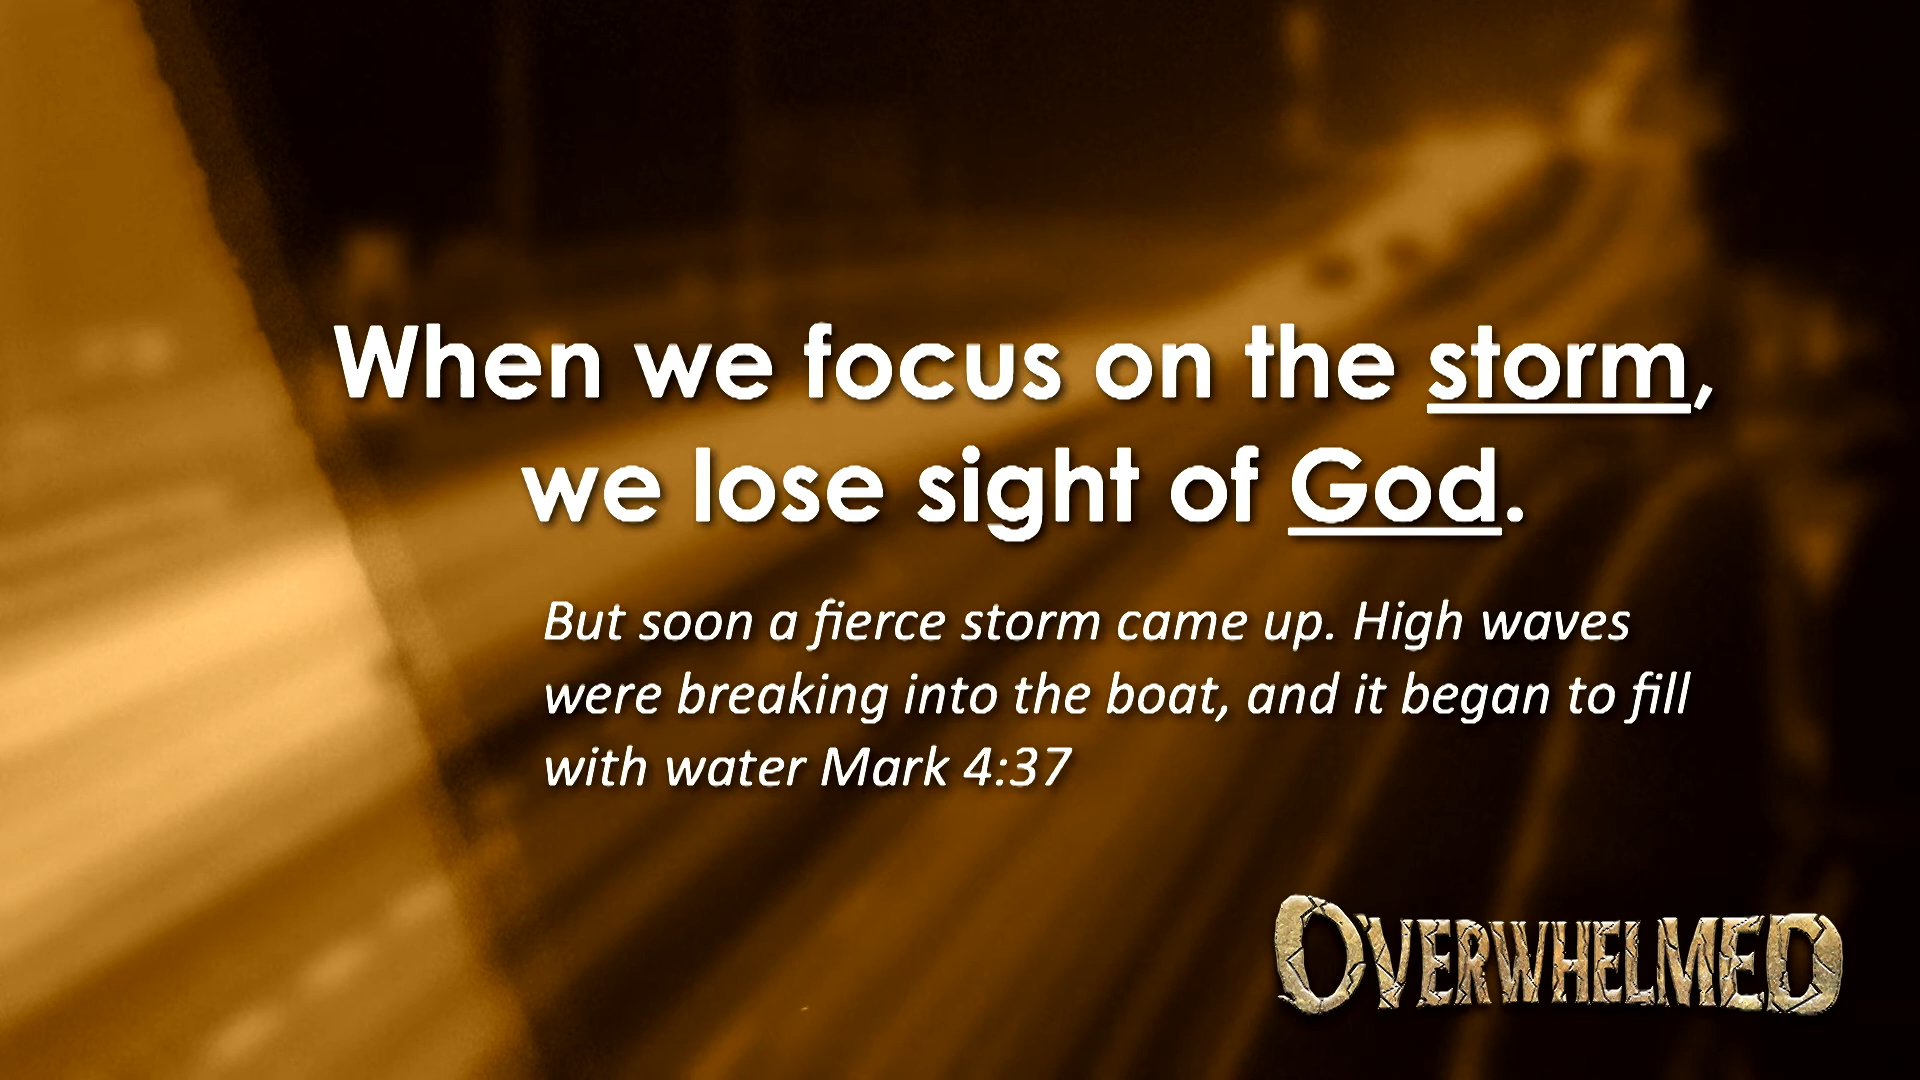 When we focus on the storm,
we lose sight of God.
But soon a fierce storm came up. High waves
were breaking into the boat, and it began to fill
with water Mark 4:37
OVERWHELMED